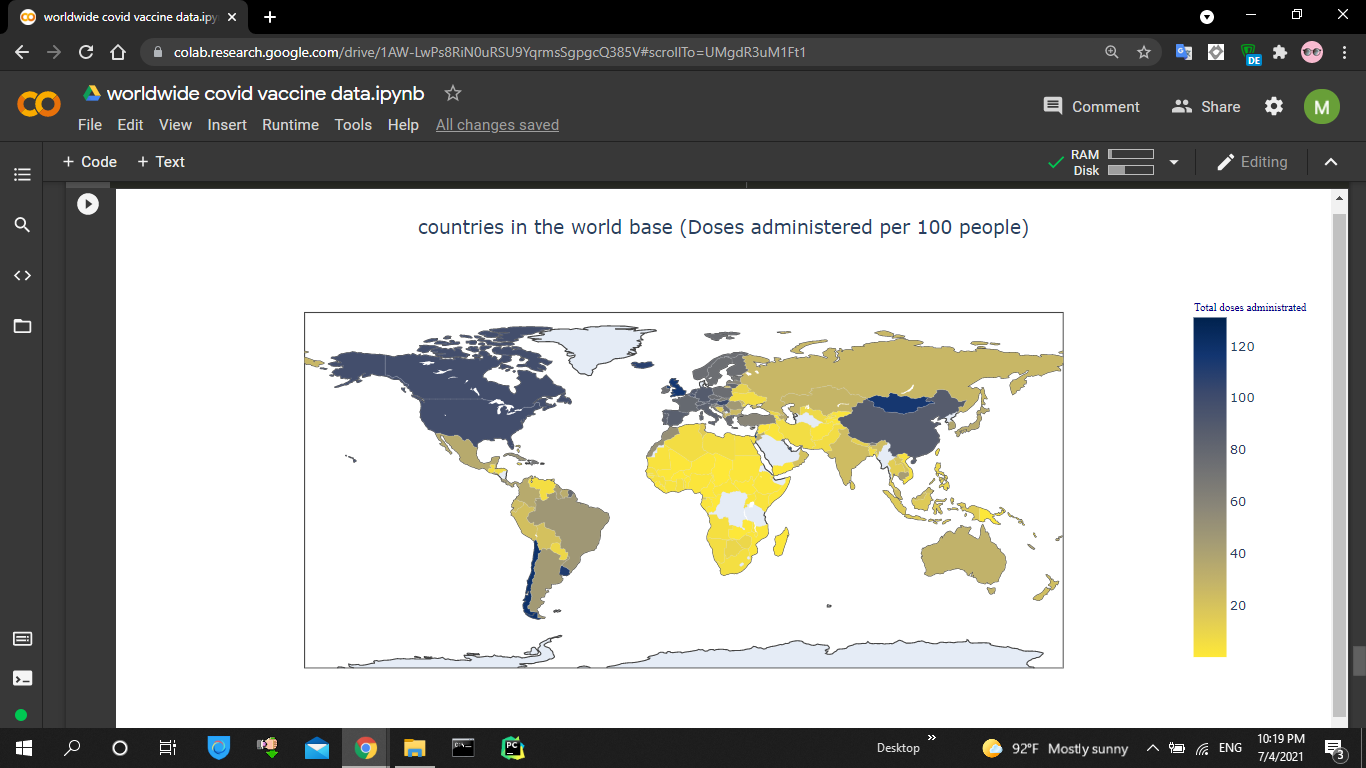 worldwide covid vaccine data.ipy
colab.research.google.com/drive/1AW-LwPs8RiN0uRSU9YqrmsSgpgcQ385V#scrollTo=UMgdR3uM1Ft1
DE
worldwide covid vaccine data.ipynb
Comment
Share
M
File Edit View Insert Runtime Tools Help All changes saved
+ Code + Text
RAM
Disk
Editing
countries in the world base (Doses administered per 100 people)
Total doses administrated
120
100
80
60
40
20
PC
Desktop
92°F Mostly sunny
ENG
10:19 PM
7/4/2021
3